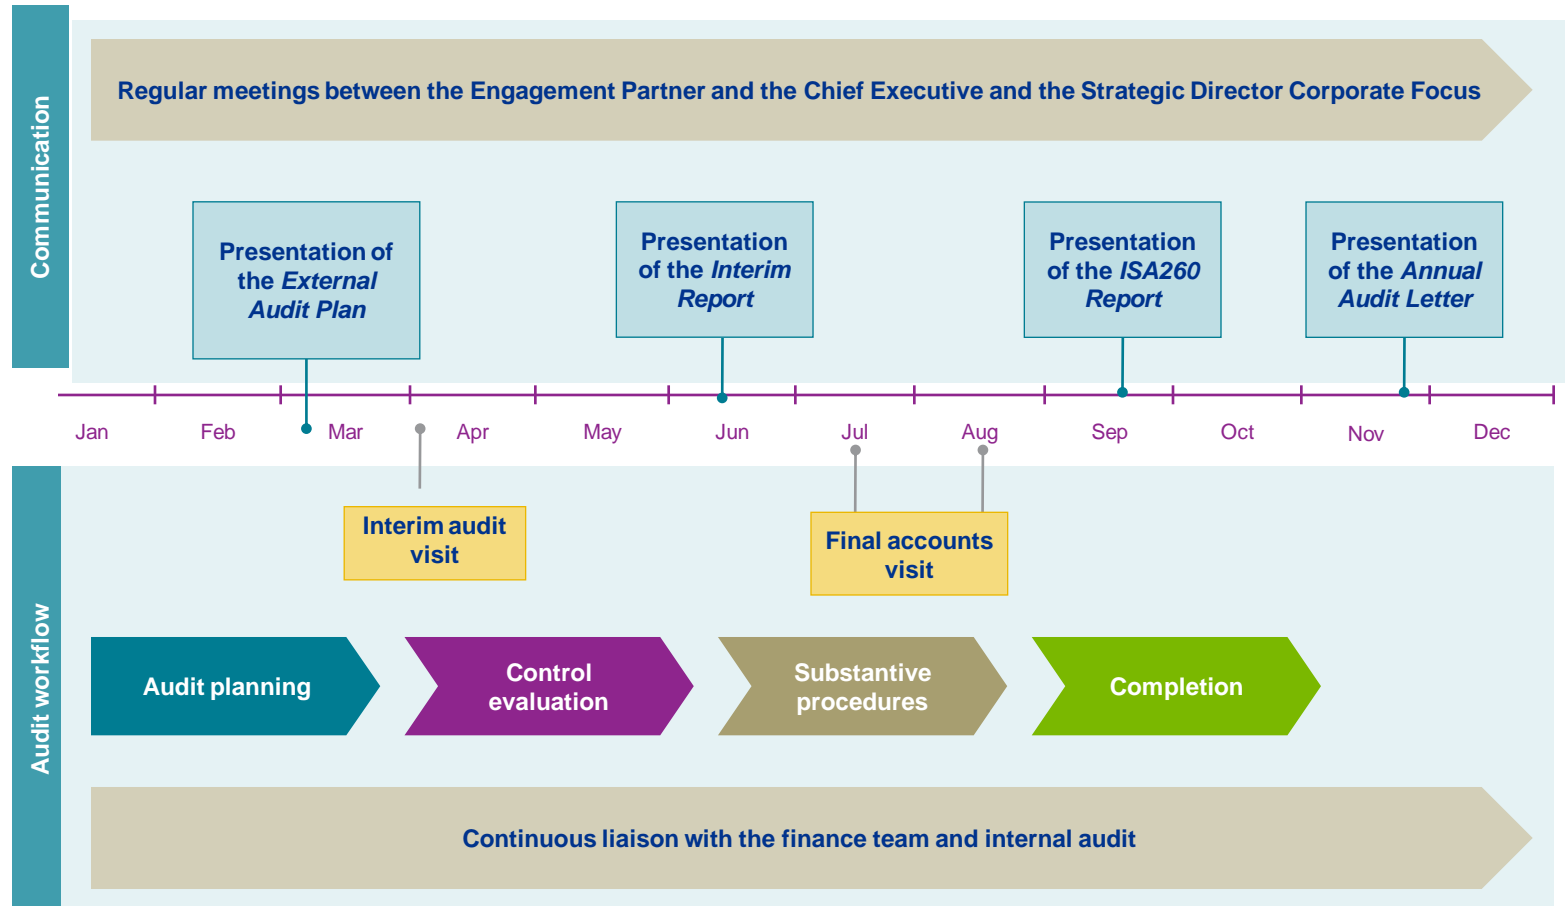 Communication
Regular meetings between the Engagement Partner and the Chief Executive and the Strategic Director Corporate Focus
Presentation of
the External
Audit Plan
Presentation
of the Interim
Report
Presentation
of the ISA260
Report
Presentation
of the Annual
Audit Letter
Jan Feb Mar Apr May Jun Jul Aug Sep Oct Nov Dec
Audit workflow
Interim audit
visit
Final accounts
visit
Audit planning
Control
evaluation
Substantive
procedures
Completion
Continuous liaison with the finance team and internal audit